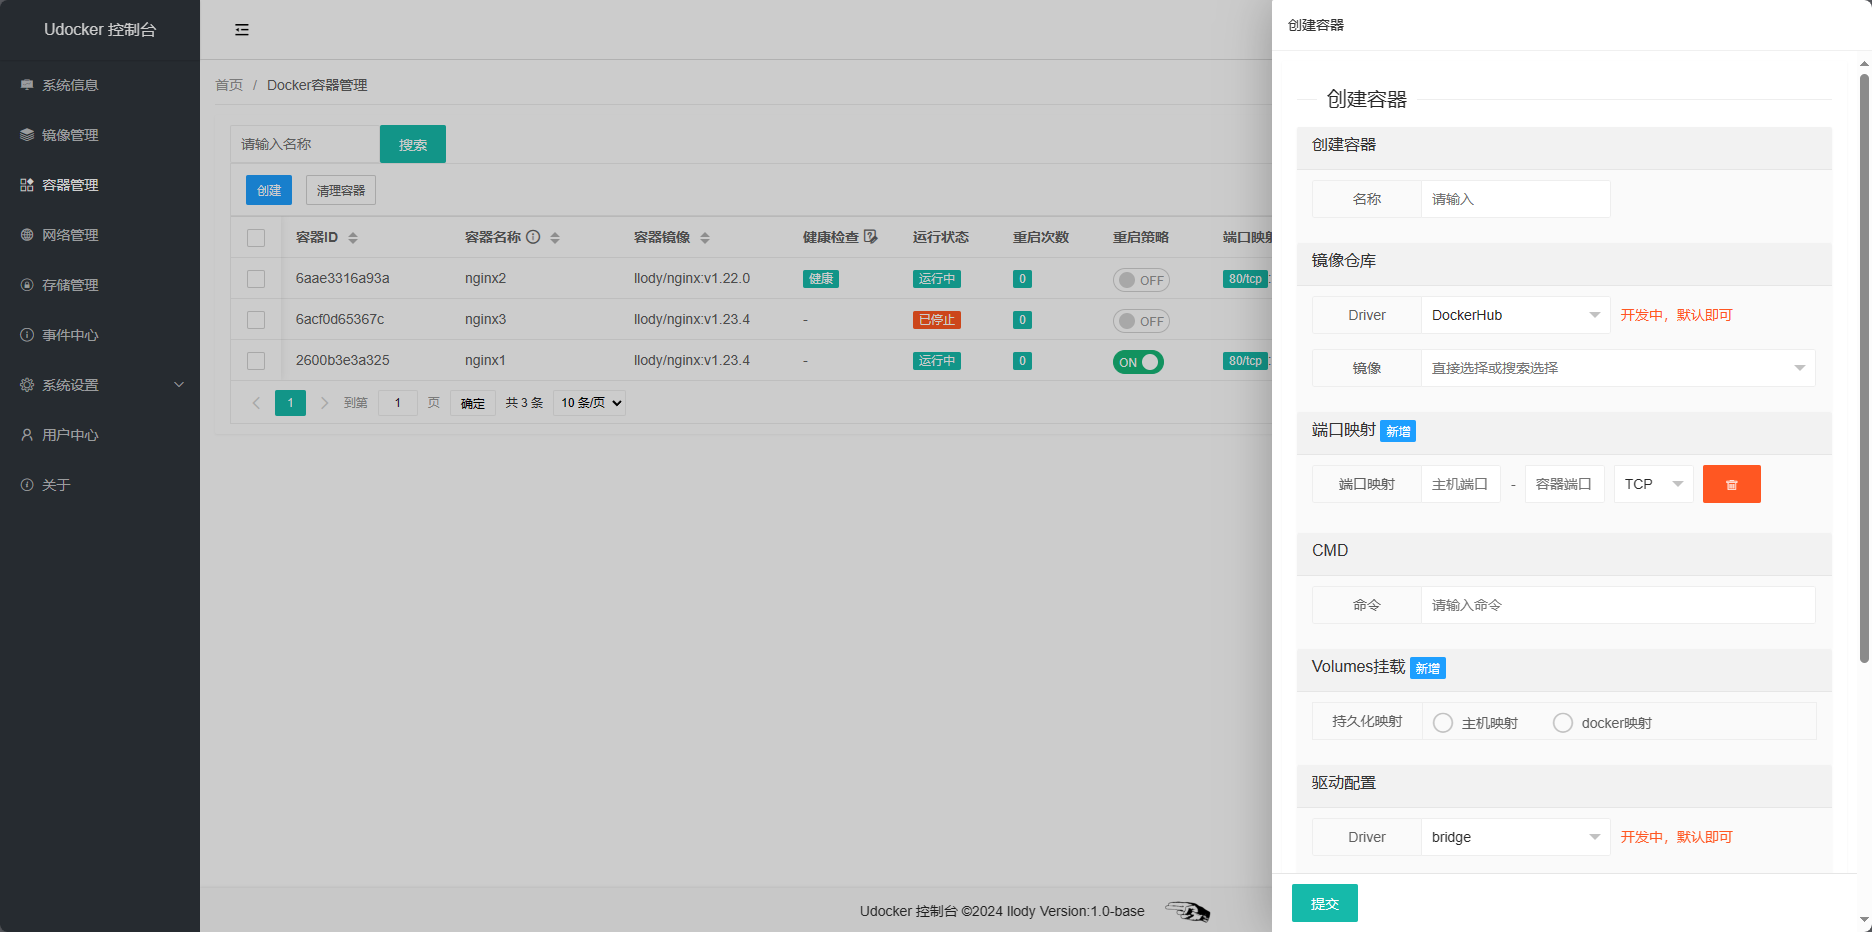 Udocker 控制台
系统信息
镜像管理
容器管理
网络管理
存储管理
事件中心
系统设置
用户中心
关于
首页 / Docker容器管理
请输入名称 搜索
创建 清理容器
容器ID 容器名称 容器镜像 健康检查 运行状态 重启次数 重启策略 端口映射
6aae3316a93a nginx2 llody/nginx:v1.22.0 健康 运行中 0 OFF 80/tcp:
6acf0d65367c nginx3 llody/nginx:v1.23.4 - 已停止 0 OFF
2600b3e3a325 nginx1 llody/nginx:v1.23.4 - 运行中 0 ON 80/tcp:
1 到第 1 页 确定 共 3 条 10 条/页
Udocker 控制台 ©2024 llody Version:1.0-base
创建容器
创建容器
创建容器
名称 请输入
镜像仓库
Driver DockerHub 开发中，默认即可
镜像 直接选择或搜索选择
端口映射 新增
端口映射 主机端口 - 容器端口 TCP
CMD
命令 请输入命令
Volumes挂载 新增
持久化映射 主机映射 docker映射
驱动配置
Driver bridge 开发中，默认即可
提交